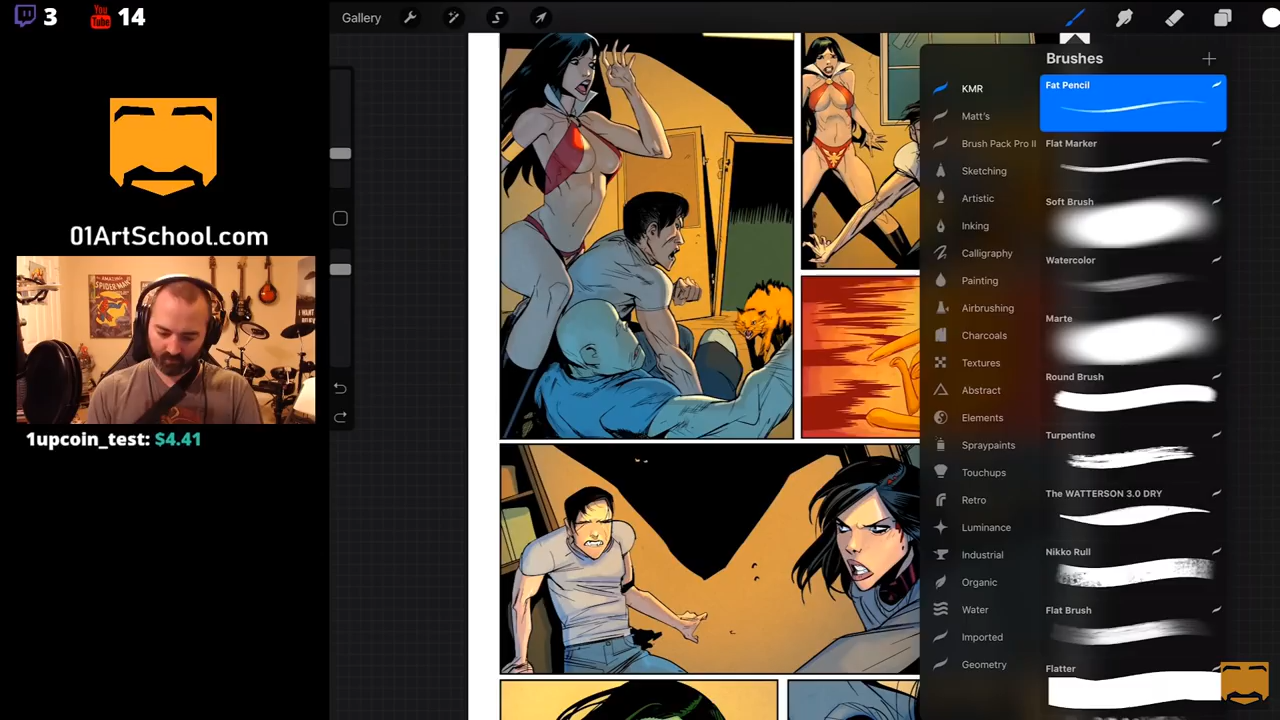 3
You
Tube
14
01ArtSchool.com
1upcoin_test: $4.41
Gallery
Brushes
KMR
Matt's
Brush Pack Pro II
Sketching
Artistic
Inking
Calligraphy
Painting
Airbrushing
Charcoals
Textures
Abstract
Elements
Spraypaints
Touchups
Retro
Luminance
Industrial
Organic
Water
Imported
Geometry
Fat Pencil
Flat Marker
Soft Brush
Watercolor
Marte
Round Brush
Turpentine
The WATTERSON 3.0 DRY
Nikko Rull
Flat Brush
Flatter